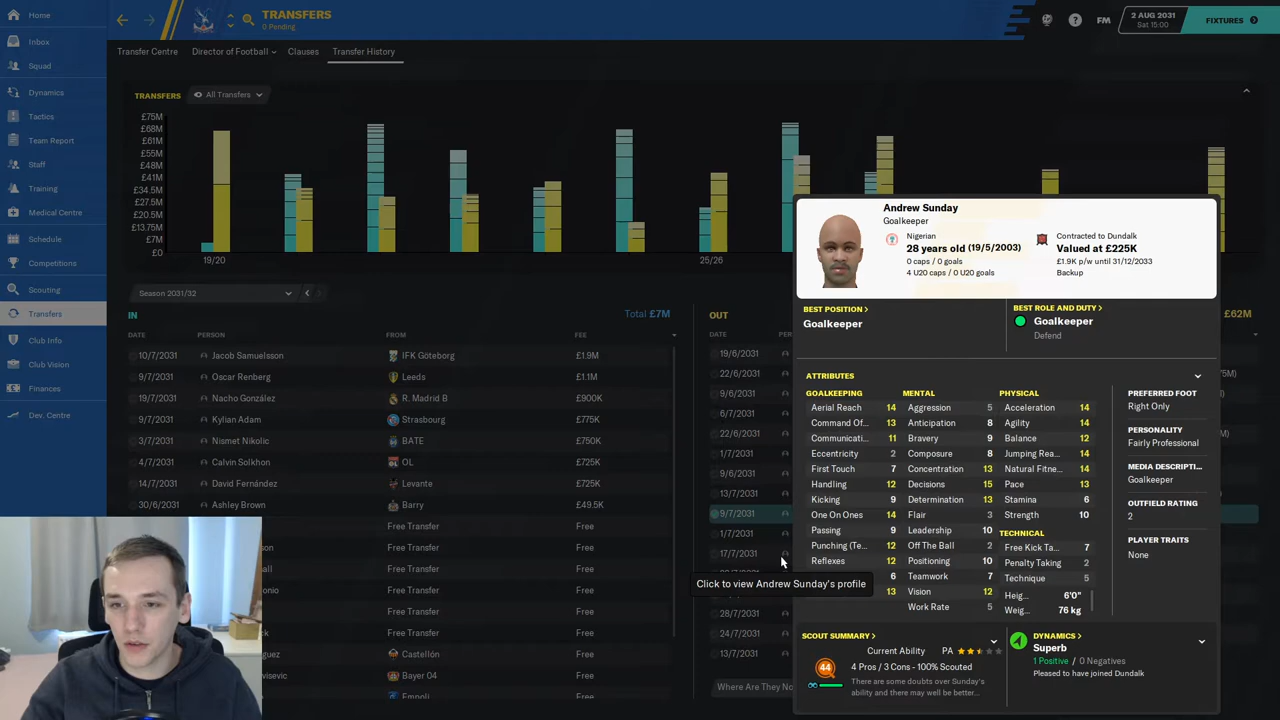 Home
Inbox
Squad
Dynamics
Tactics
Team Report
Staff
Training
Medical Centre
Schedule
Competitions
Scouting
Transfers
Club Info
Club Vision
Finances
Dev. Centre
TRANSFERS
0 Pending
FM
2 AUG 2031
Sat 15:00
FIXTURES
Transfer Centre
Director of Football
Clauses
Transfer History
TRANSFERS
All Transfers
£75M
£68M
£61M
£55M
£48M
£41M
£34.5M
£27.5M
£20.5M
£13.75M
£7M
£0
19/20
25/26
Season 2031/32
IN
Total £7M
DATE PERSON FROM FEE
10/7/2031 Jacob Samuelsson IFK Göteborg £1.9M
9/7/2031 Oscar Renberg Leeds £1.1M
19/7/2031 Nacho González R. Madrid B £900K
9/7/2031 Kylian Adam Strasbourg £775K
3/7/2031 Nismet Nikolic BATE £750K
4/7/2031 Calvin Solkhon OL £725K
14/7/2031 David Fernández Levante £725K
30/6/2031 Ashley Brown Barry £49.5K
Free Transfer Free
Free Transfer Free
Free Transfer Free
Free Transfer Free
Free Transfer Free
Free Transfer Free
Castellón Free
Bayer 04 Free
Empoli Free
OUT
£62M
DATE
19/6/2031
22/6/2031
9/6/2031
6/7/2031
22/6/2031
1/7/2031
9/6/2031
13/7/2031
9/7/2031
1/7/2031
17/7/2031
28/7/2031
24/7/2031
13/7/2031
Where Are They No
Click to view Andrew Sunday's profile
Andrew Sunday
Goalkeeper
Nigerian
28 years old (19/5/2003)
0 caps / 0 goals
4 U20 caps / 0 U20 goals
Contracted to Dundalk
Valued at £225K
£1.9K p/w until 31/12/2033
Backup
BEST POSITION >
Goalkeeper
BEST ROLE AND DUTY >
Goalkeeper
Defend
ATTRIBUTES
GOALKEEPING
Aerial Reach 14
Command Of... 13
Communicati... 11
Eccentricity 2
First Touch 7
Handling 12
Kicking 9
One On Ones 14
Passing 9
Punching (Te... 12
Reflexes 12
6
13
MENTAL
Aggression 5
Anticipation 8
Bravery 9
Composure 8
Concentration 13
Decisions 15
Determination 13
Flair 3
Leadership 10
Off The Ball 2
Positioning 10
Teamwork 7
Vision 12
Work Rate 5
PHYSICAL
Acceleration 14
Agility 14
Balance 12
Jumping Rea... 14
Natural Fitne... 14
Pace 13
Stamina 6
Strength 10
TECHNICAL
Free Kick Ta... 7
Penalty Taking 2
Technique 5
Heig... 6'0"
Weig... 76 kg
PREFERRED FOOT
Right Only
PERSONALITY
Fairly Professional
MEDIA DESCRIPTI...
Goalkeeper
OUTFIELD RATING
2
PLAYER TRAITS
None
SCOUT SUMMARY >
Current Ability PA
44
4 Pros / 3 Cons - 100% Scouted
There are some doubts over Sunday's
ability and there may well be better...
DYNAMICS >
Superb
1 Positive / 0 Negatives
Pleased to have joined Dundalk